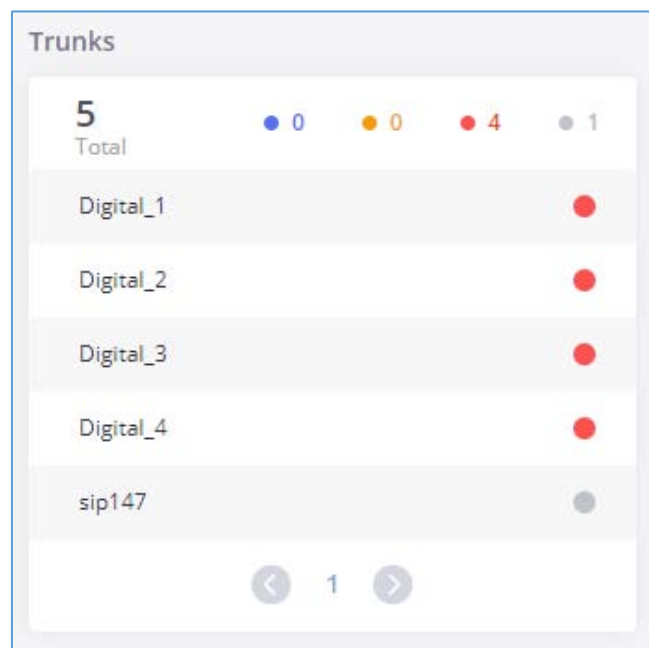 Trunks
5 0 0 4 1
Total
Digital_1
Digital_2
Digital_3
Digital_4
sip147
1